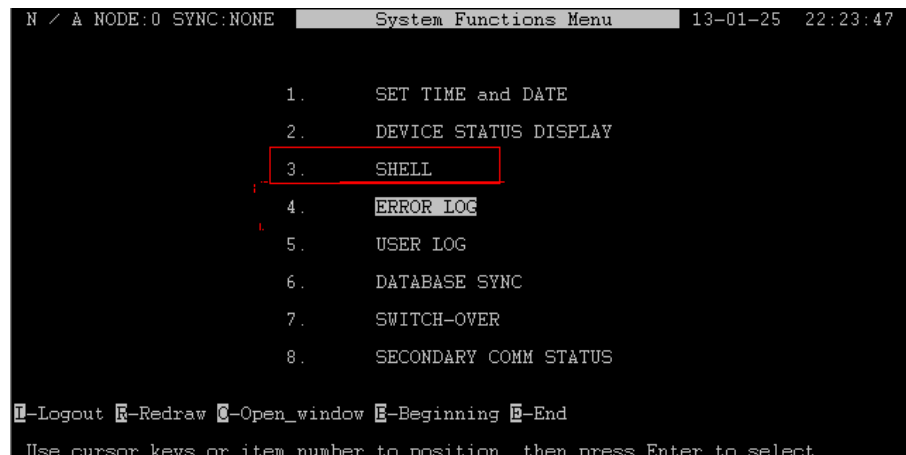 N / A NODE:0 SYNC:NONE System Functions Menu 13-01-25 22:23:47
1. SET TIME and DATE
2. DEVICE STATUS DISPLAY
3. SHELL
4. ERROR LOG
5. USER LOG
6. DATABASE SYNC
7. SWITCH-OVER
8. SECONDARY COMM STATUS
L-Logout R-Redraw O-Open_window B-Beginning E-End
Use cursor keys or item number to position, then press Enter to select